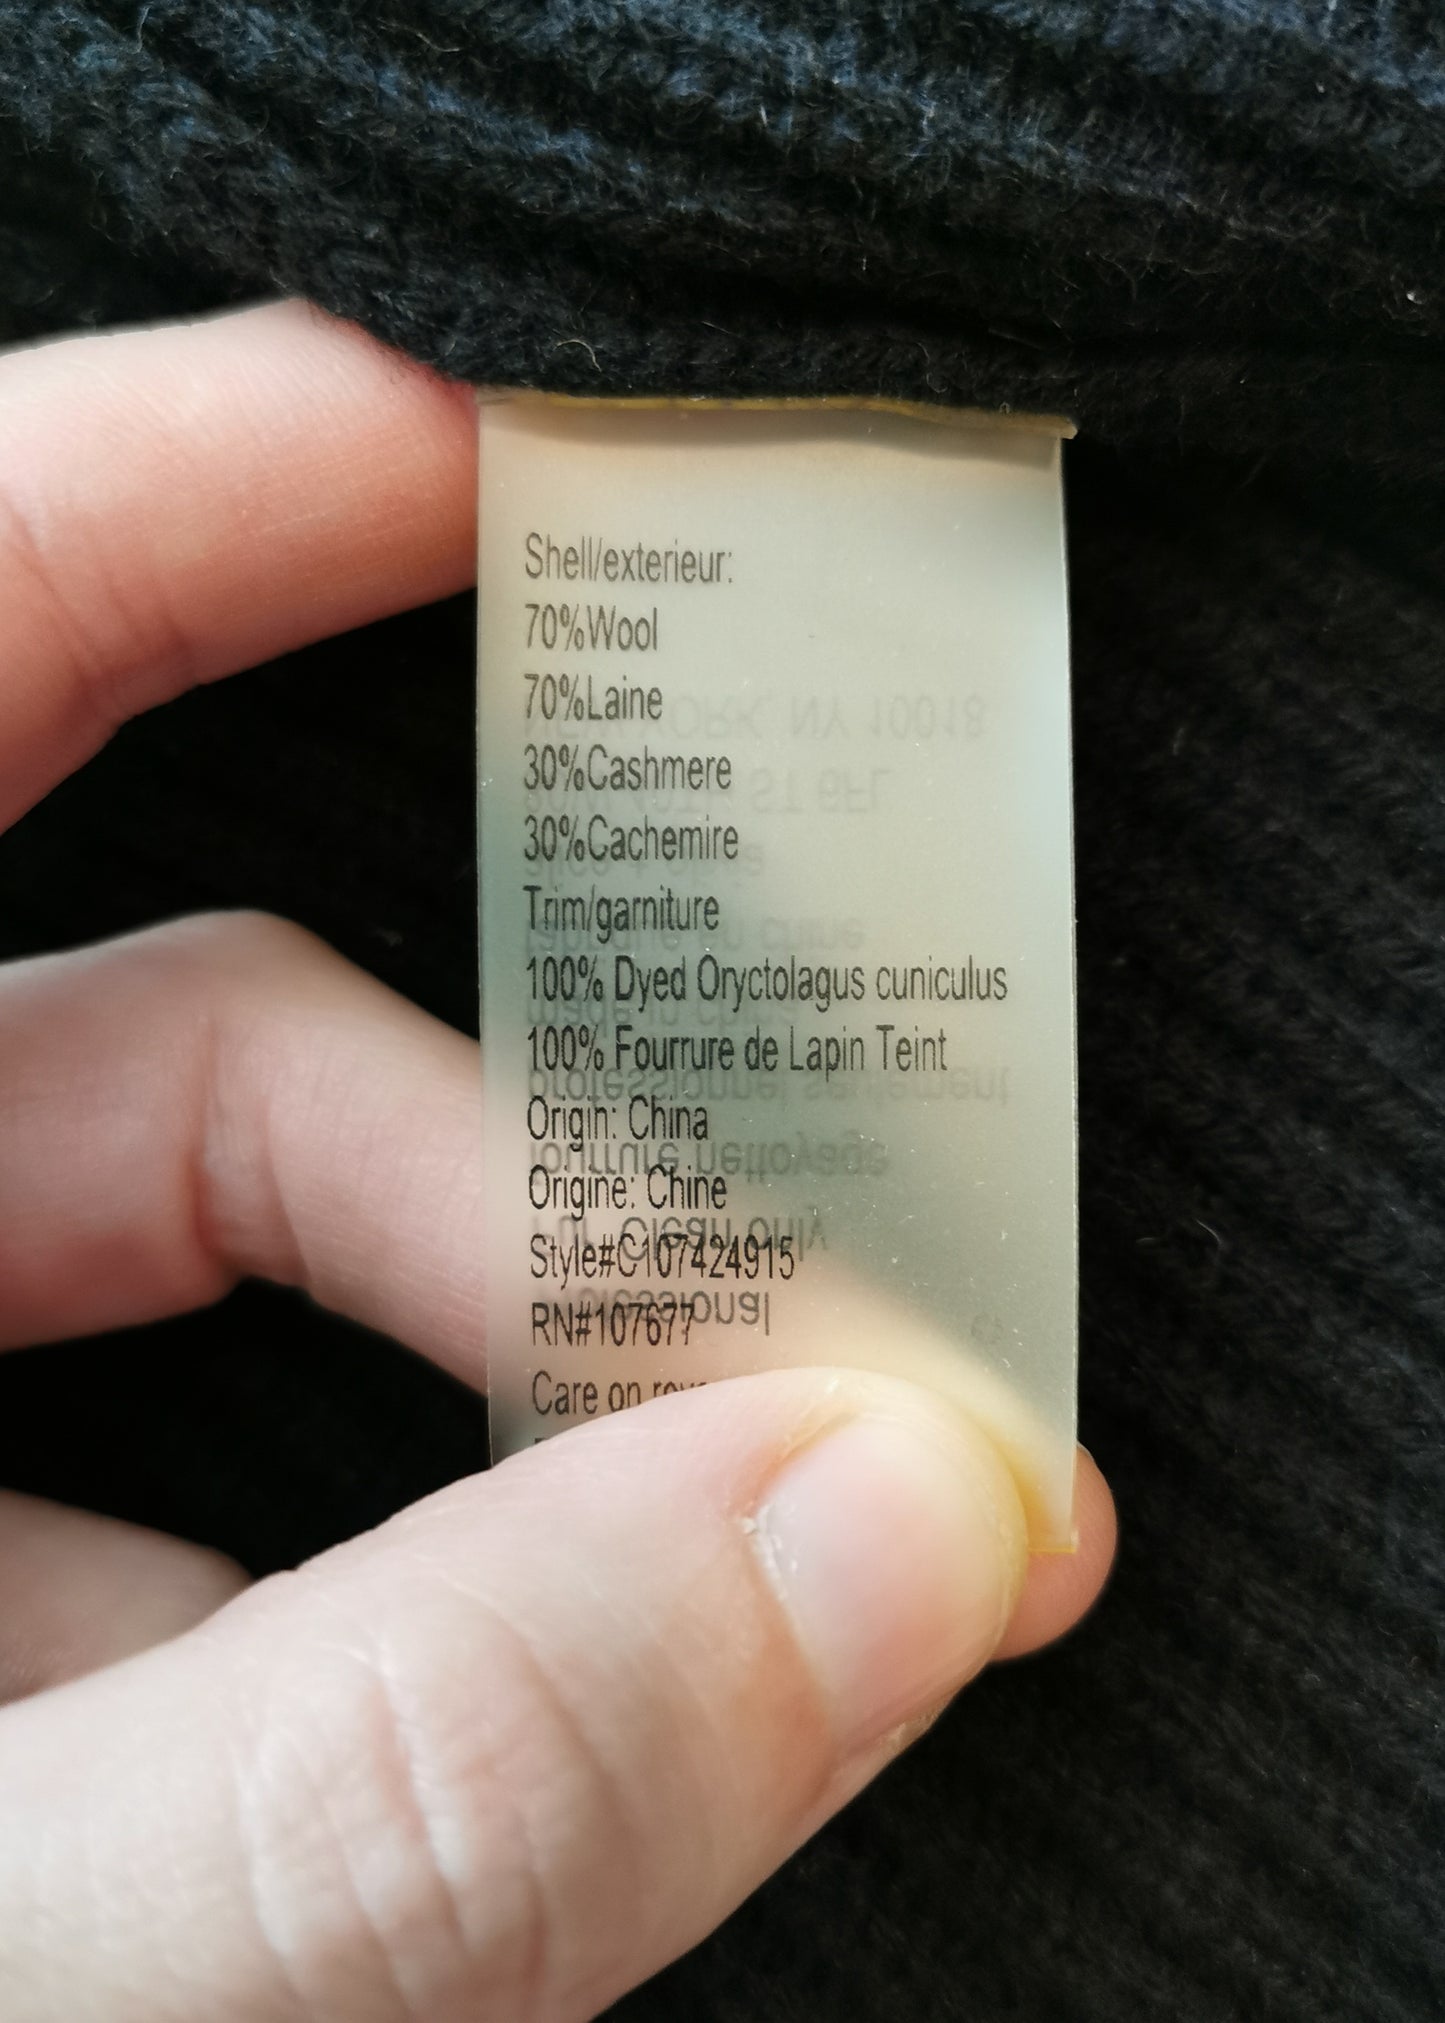 Shell/exterieur:
70%Wool
70%Laine
30%Cashmere
30%Cachemire
Trim/garniture
100% Dyed Oryctolagus cuniculus
100% Fourrure de Lapin Teint
Origin: China
Origine: Chine
Style#C107424915
RN#107677
Care on